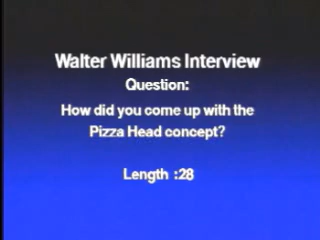 Walter Williams Interview
Question:
How did you come up with the
Pizza Head concept?
Length :28